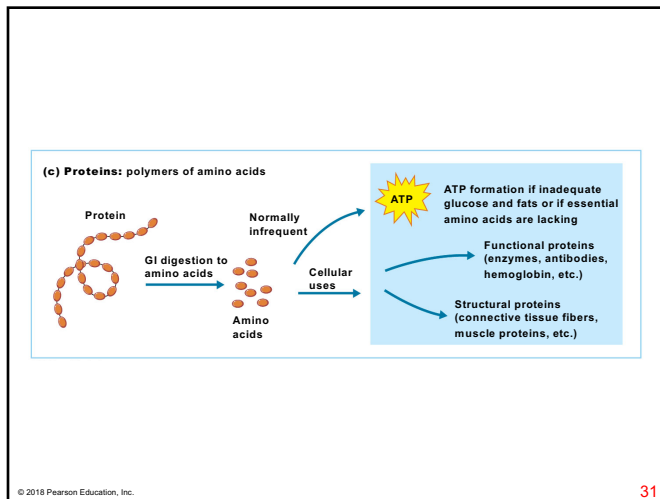 (c) Proteins: polymers of amino acids
Protein
GI digestion to
amino acids
Amino
acids
Normally
infrequent
Cellular
uses
ATP
ATP formation if inadequate
glucose and fats or if essential
amino acids are lacking
Functional proteins
(enzymes, antibodies,
hemoglobin, etc.)
Structural proteins
(connective tissue fibers,
muscle proteins, etc.)
© 2018 Pearson Education, Inc.
31